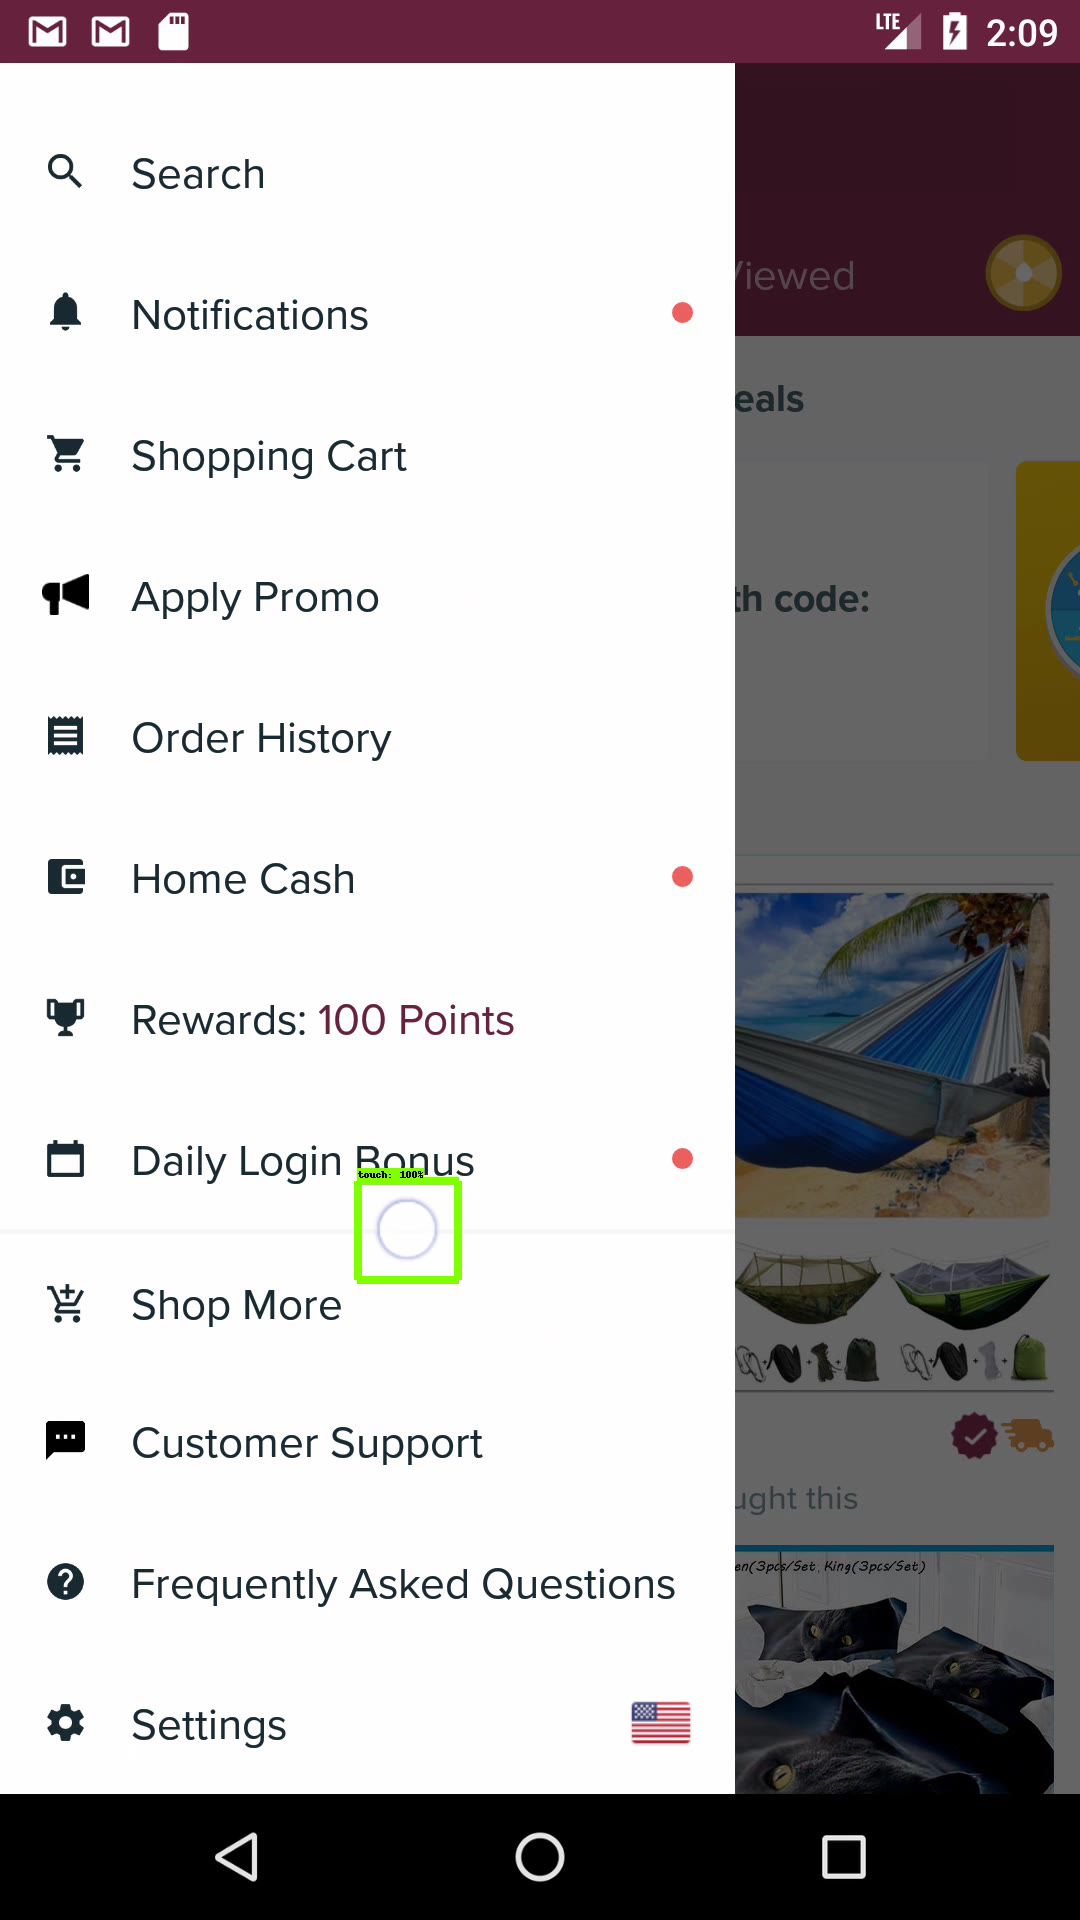 LTE 2:09
Search
Viewed
Notifications
eals
Shopping Cart
th code:
Apply Promo
Order History
Home Cash
Rewards: 100 Points
Daily Login Bonus
touch: 100%
Shop More
Customer Support
ught this
en(3pcs/Set, King(3pcs/Set)
Frequently Asked Questions
Settings